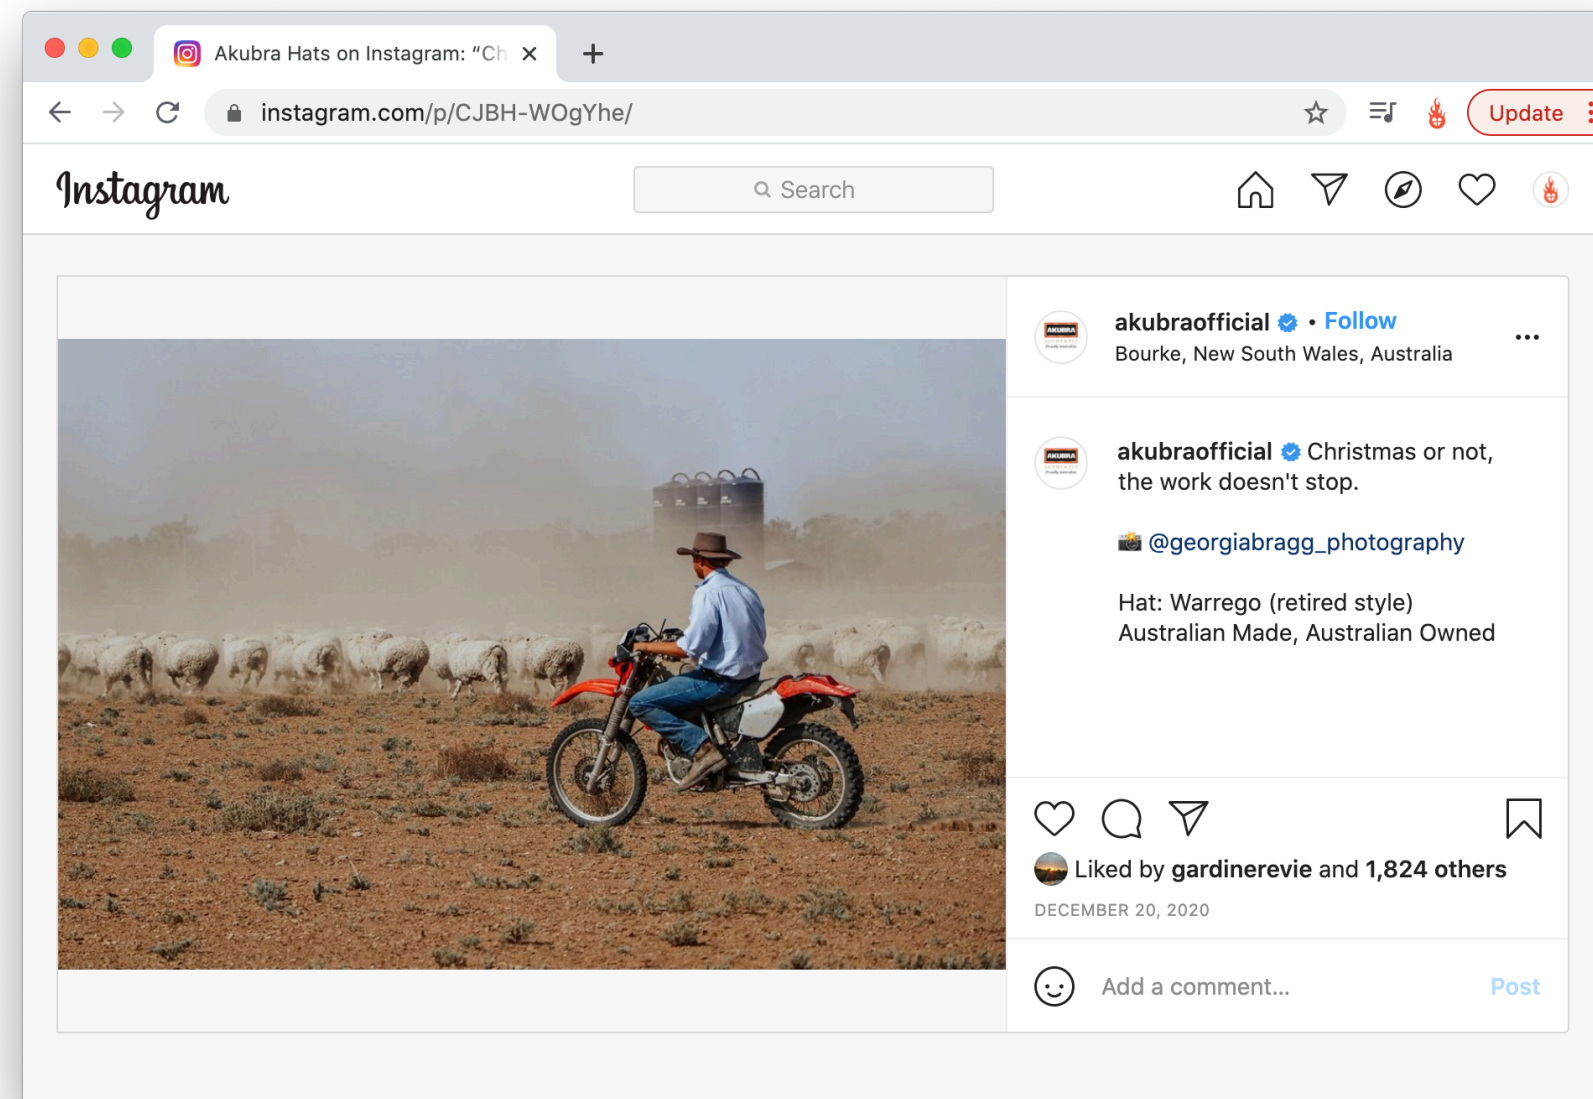 Akubra Hats on Instagram: “Ch
instagram.com/p/CJBH-WOgYhe/
Update
Instagram
Search
akubraofficial • Follow
Bourke, New South Wales, Australia
AKUBRA
akubraofficial Christmas or not,
the work doesn't stop.
AKUBRA
@georgiabragg_photography
Hat: Warrego (retired style)
Australian Made, Australian Owned
Liked by gardinerevie and 1,824 others
DECEMBER 20, 2020
Add a comment...
Post